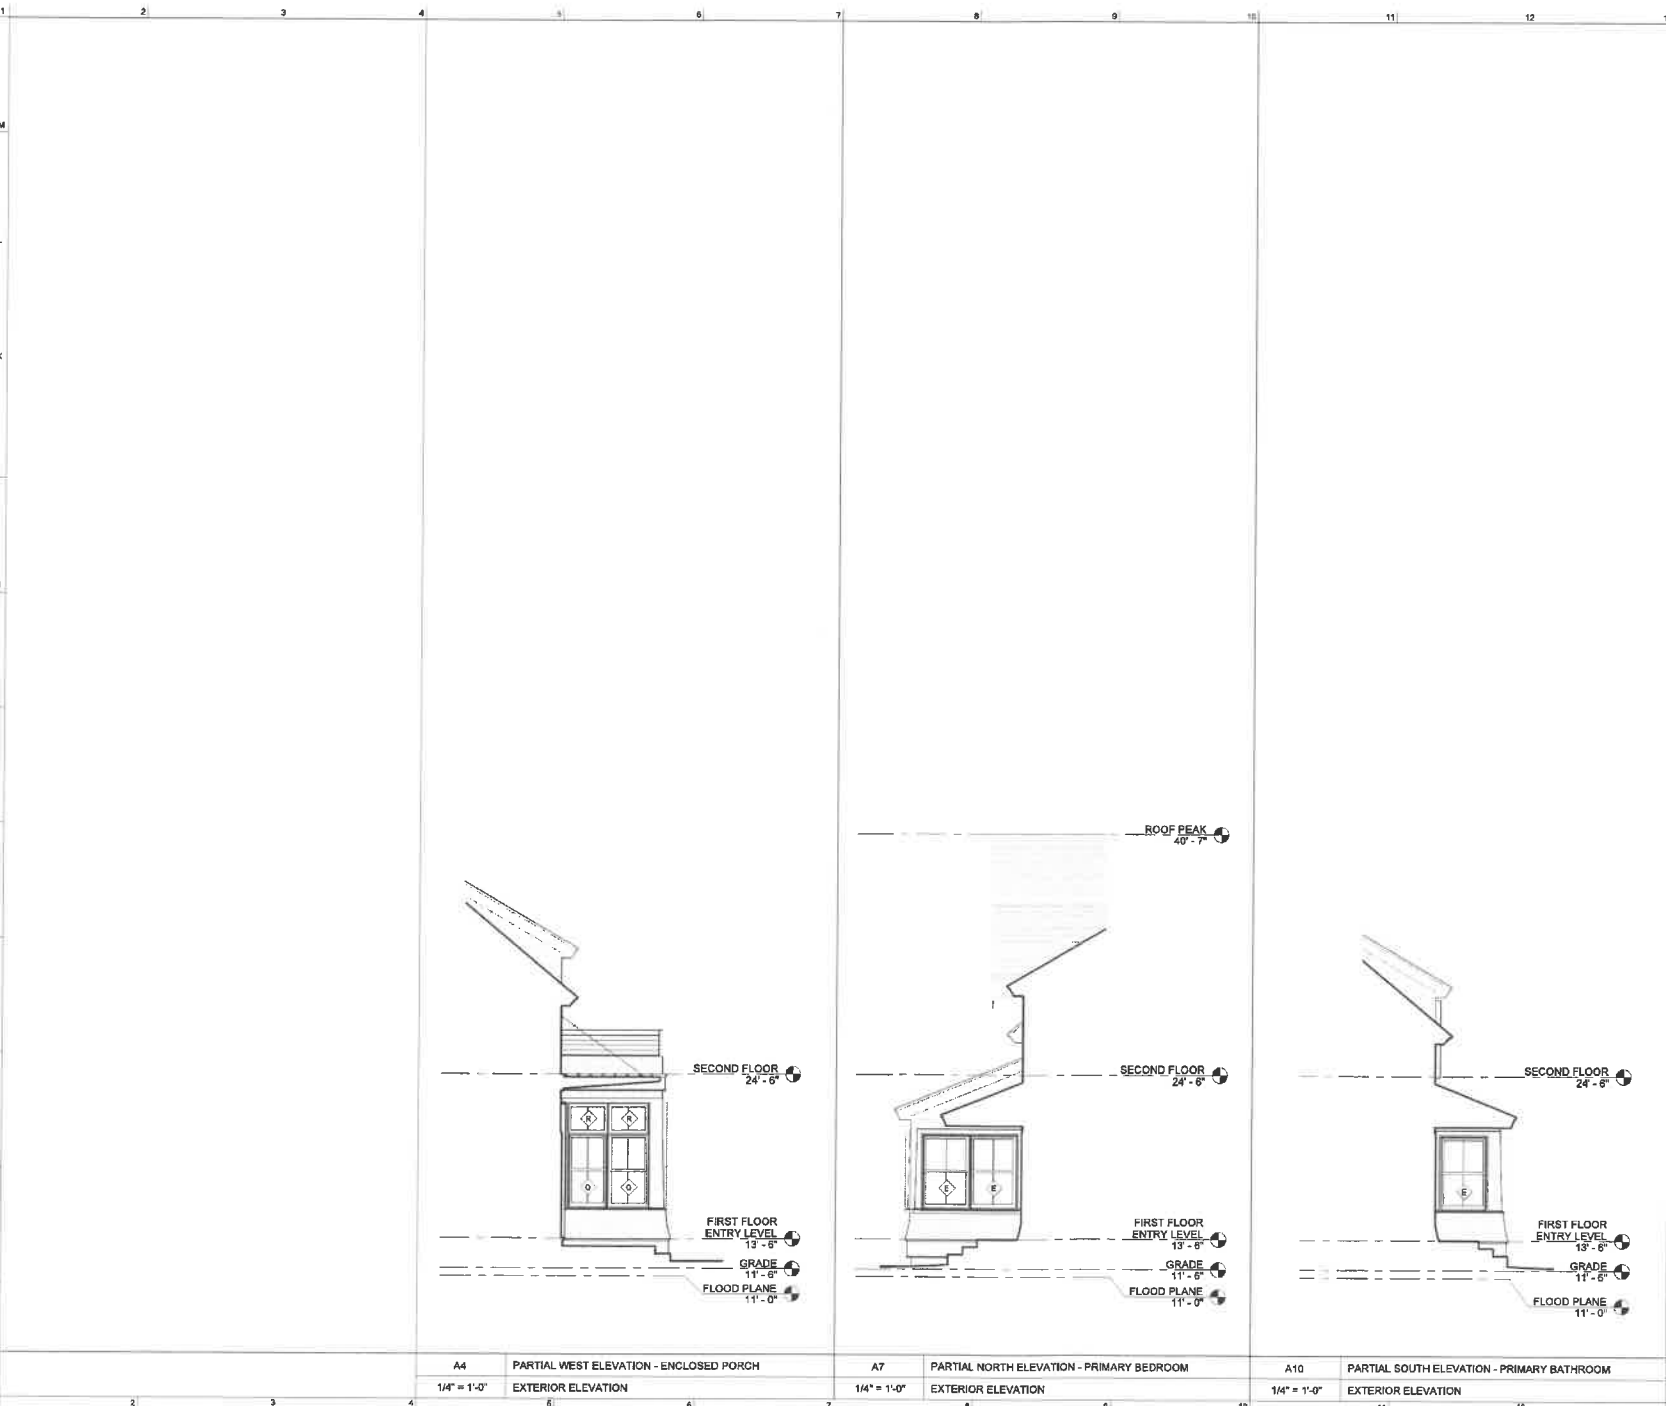 1 2 3 4 5 6 7 8 9 10 11 12
M
ROOF PEAK
40' - 7"
SECOND FLOOR
24' - 6"
R R
Q Q
FIRST FLOOR
ENTRY LEVEL
13' - 6"
GRADE
11' - 6"
FLOOD PLANE
11' - 0"
SECOND FLOOR
24' - 6"
E E
FIRST FLOOR
ENTRY LEVEL
13' - 6"
GRADE
11' - 6"
FLOOD PLANE
11' - 0"
SECOND FLOOR
24' - 6"
E
FIRST FLOOR
ENTRY LEVEL
13' - 6"
GRADE
11' - 6"
FLOOD PLANE
11' - 0"
A4 PARTIAL WEST ELEVATION - ENCLOSED PORCH
1/4" = 1'-0" EXTERIOR ELEVATION
A7 PARTIAL NORTH ELEVATION - PRIMARY BEDROOM
1/4" = 1'-0" EXTERIOR ELEVATION
A10 PARTIAL SOUTH ELEVATION - PRIMARY BATHROOM
1/4" = 1'-0" EXTERIOR ELEVATION